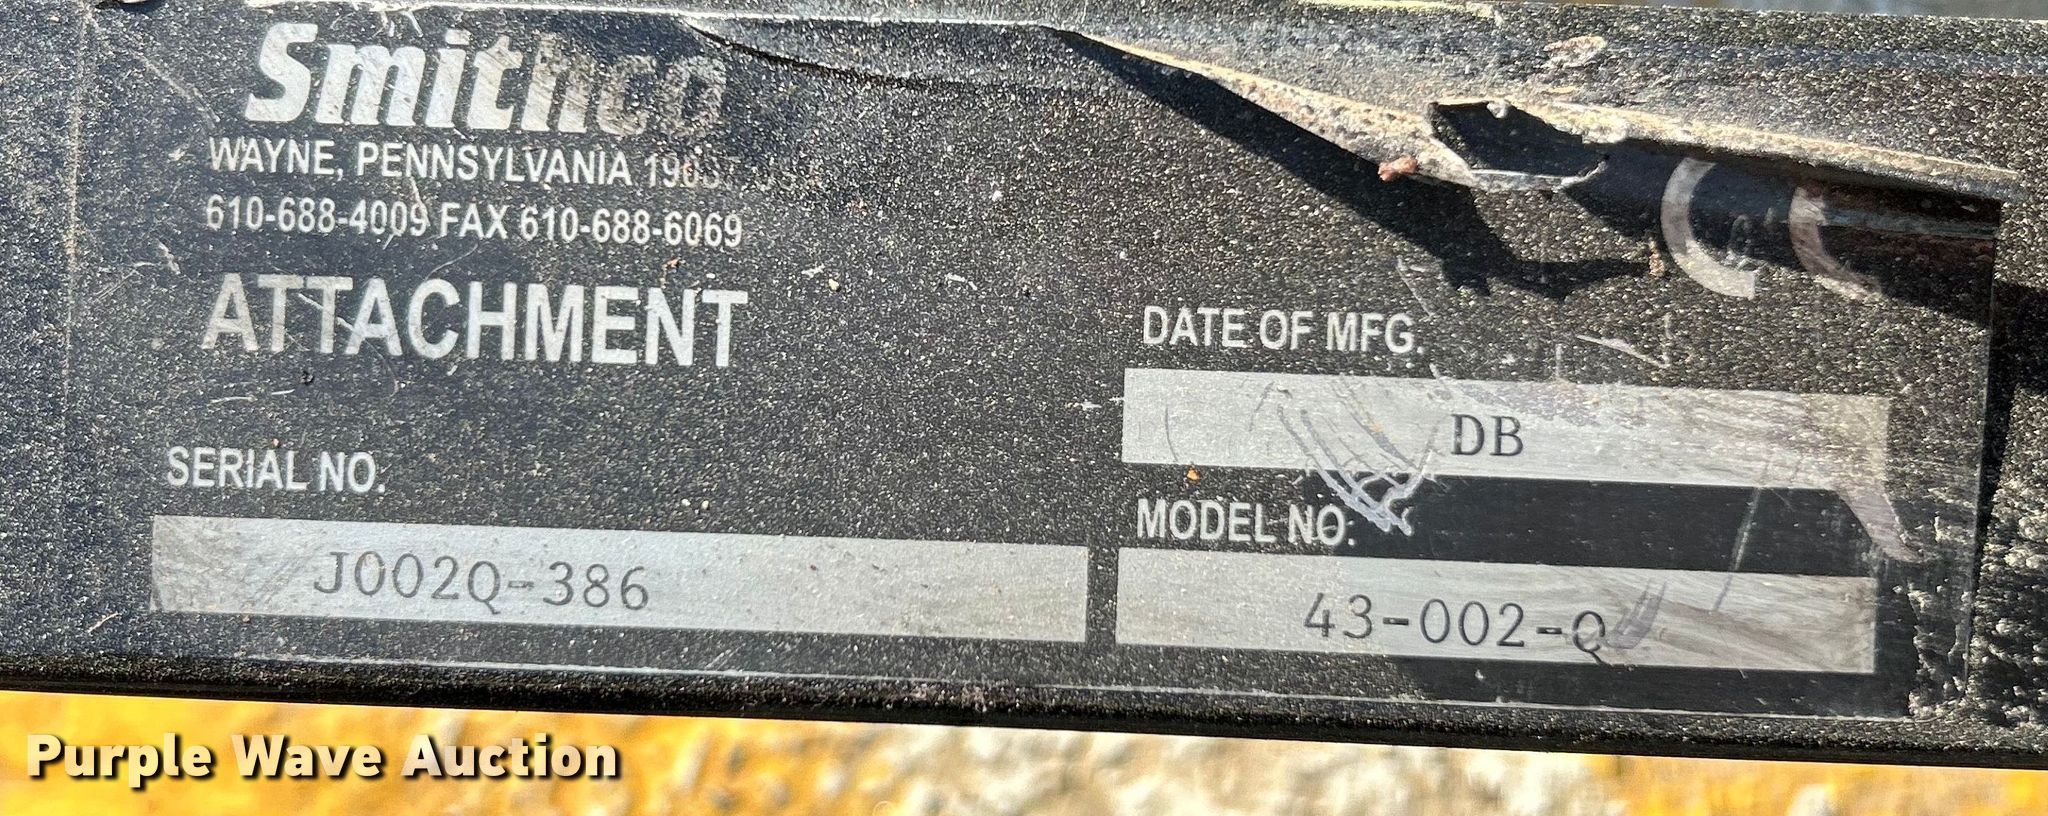 Smithco
WAYNE, PENNSYLVANIA
610-688-4009 FAX 610-688-6069
ATTACHMENT
SERIAL NO.
J002Q-386
CE
DATE OF MFG.
DB
MODEL NO.
43-002-Q
Purple Wave Auction